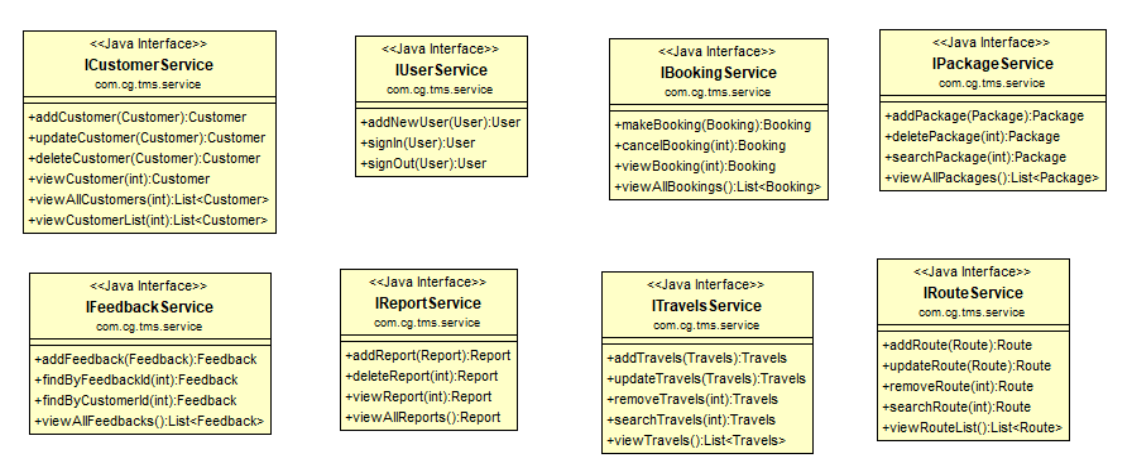 <<Java Interface>>
ICustomerService
com.cg.tms.service
+addCustomer(Customer):Customer
+updateCustomer(Customer):Customer
+deleteCustomer(Customer):Customer
+viewCustomer(int):Customer
+viewAllCustomers(int):List<Customer>
+viewCustomerList(int):List<Customer>
<<Java Interface>>
IUserService
com.cg.tms.service
+addNewUser(User):User
+signIn(User):User
+signOut(User):User
<<Java Interface>>
IBookingService
com.cg.tms.service
+makeBooking(Booking):Booking
+cancelBooking(int):Booking
+viewBooking(int):Booking
+viewAllBookings():List<Booking>
<<Java Interface>>
IPackageService
com.cg.tms.service
+addPackage(Package):Package
+deletePackage(int):Package
+searchPackage(int):Package
+viewAllPackages():List<Package>
<<Java Interface>>
IFeedbackService
com.cg.tms.service
+addFeedback(Feedback):Feedback
+findByFeedbackId(int):Feedback
+findByCustomerId(int):Feedback
+viewAllFeedbacks():List<Feedback>
<<Java Interface>>
IReportService
com.cg.tms.service
+addReport(Report):Report
+deleteReport(int):Report
+viewReport(int):Report
+viewAllReports():Report
<<Java Interface>>
ITravelsService
com.cg.tms.service
+addTravels(Travels):Travels
+updateTravels(Travels):Travels
+removeTravels(int):Travels
+searchTravels(int):Travels
+viewTravels():List<Travels>
<<Java Interface>>
IRouteService
com.cg.tms.service
+addRoute(Route):Route
+updateRoute(Route):Route
+removeRoute(int):Route
+searchRoute(int):Route
+viewRouteList():List<Route>